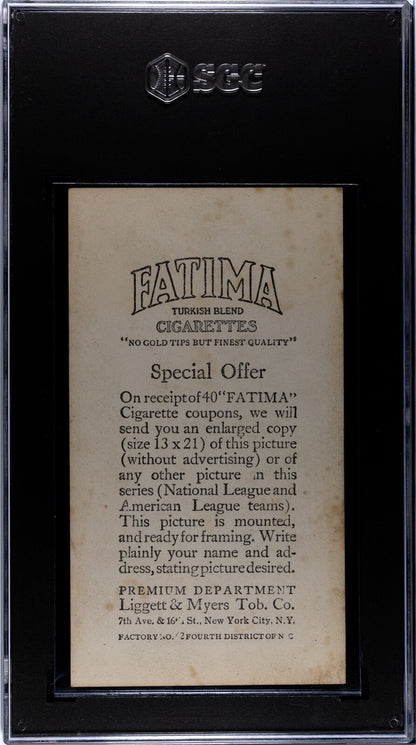 SGC
FATIMA
TURKISH BLEND
CIGARETTES
"NO GOLD TIPS BUT FINEST QUALITY"
Special Offer
On receipt of 40 "FATIMA"
Cigarette coupons, we will
send you an enlarged copy
(size 13 x 21) of this picture
(without advertising) or of
any other picture in this
series (National League and
American League teams).
This picture is mounted,
and ready for framing. Write
plainly your name and ad-
dress, stating picture desired.
PREMIUM DEPARTMENT
Liggett & Myers Tob. Co.
7th Ave. & 16th St., New York City, N.Y.
FACTORY NO. FOURTH DISTRICT OF N C